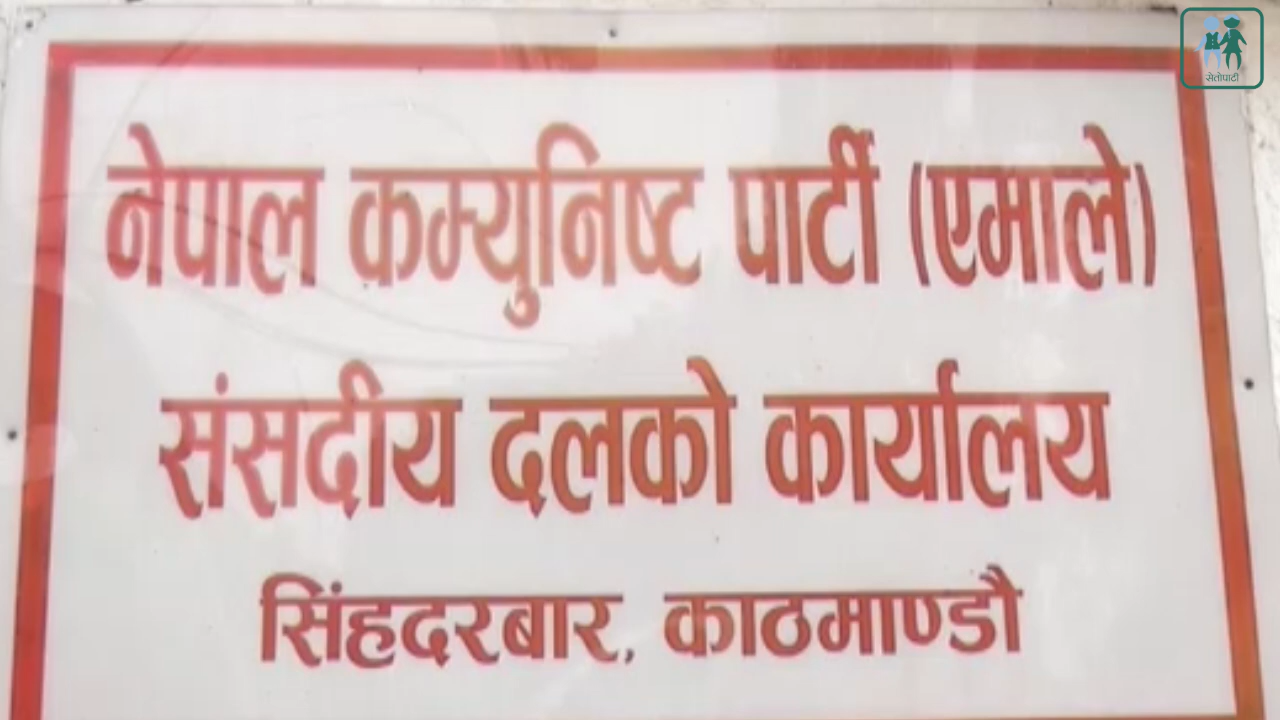 सेतोपाटी
नेपाल कम्युनिष्ट पार्टी (एमाले)
संसदीय दलको कार्यालय
सिंहदरबार, काठमाण्डौ